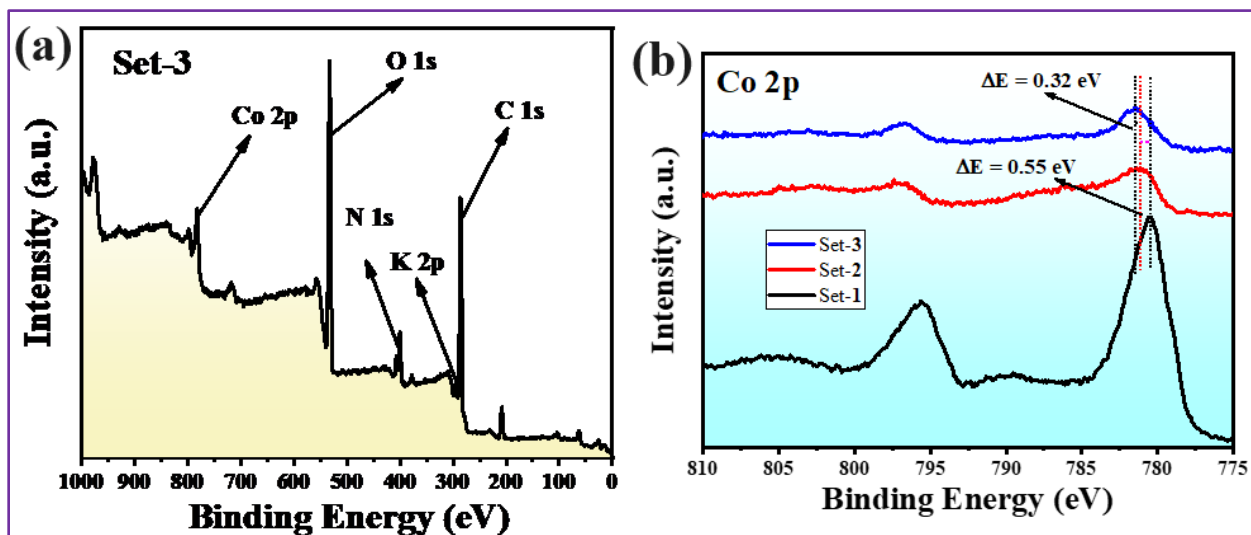 (a)
Set-3
O 1s
C 1s
Co 2p
N 1s
K 2p
Intensity (a.u.)
1000 900 800 700 600 500 400 300 200 100 0
Binding Energy (eV)
(b)
Co 2p
ΔE = 0.32 eV
ΔE = 0.55 eV
Set-3
Set-2
Set-1
Intensity (a.u.)
810 805 800 795 790 785 780 775
Binding Energy (eV)